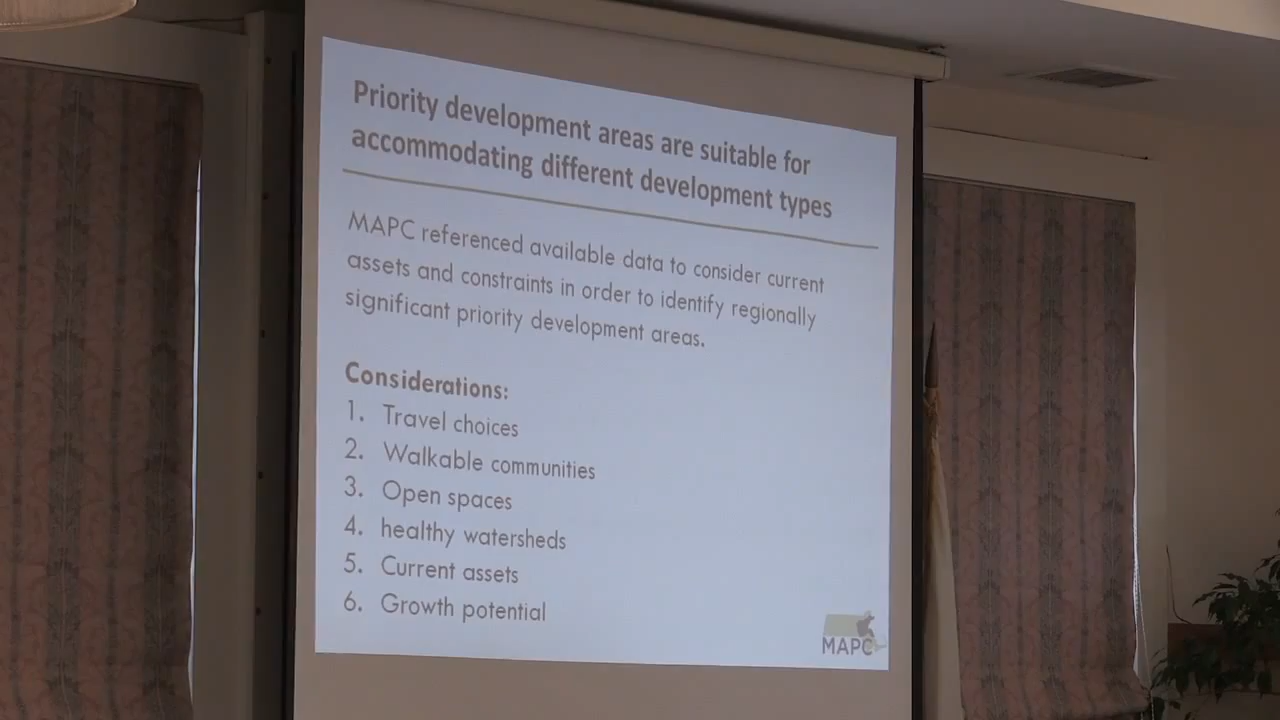 Priority development areas are suitable for
accommodating different development types
MAPC referenced available data to consider current
assets and constraints in order to identify regionally
significant priority development areas.
Considerations:
1. Travel choices
2. Walkable communities
3. Open spaces
4. healthy watersheds
5. Current assets
6. Growth potential
MAPC